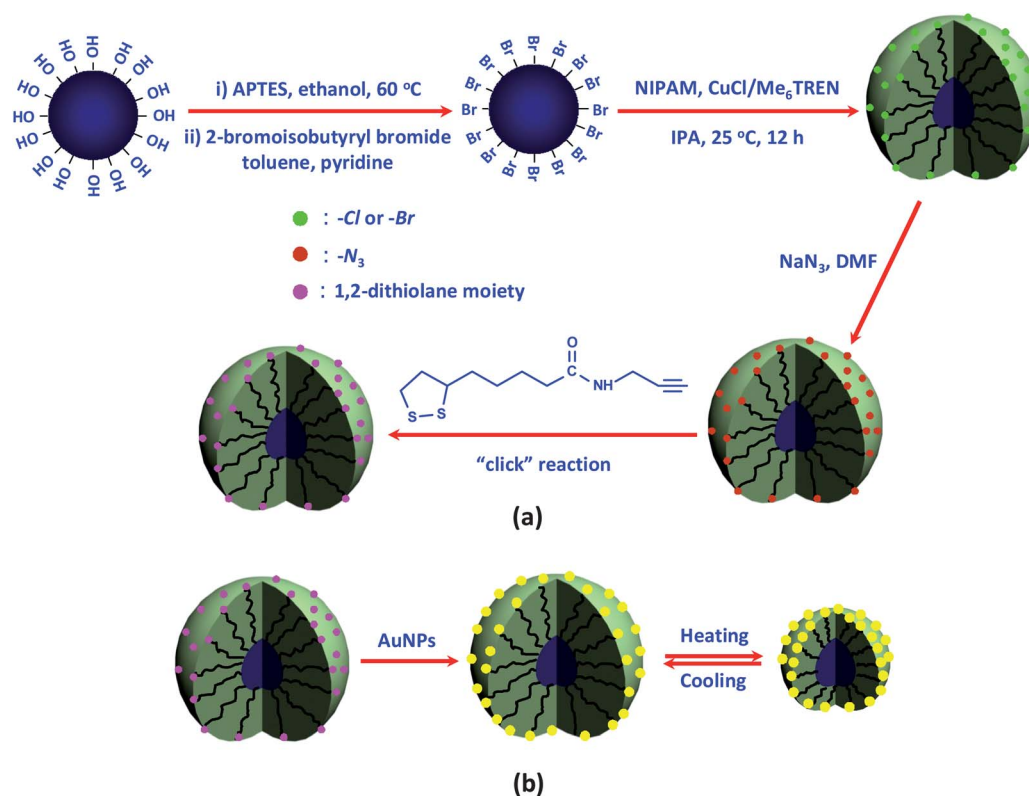 HO HO HO HO HO HO HO HO OH OH OH OH OH OH OH OH
i) APTES, ethanol, 60 °C
ii) 2-bromoisobutyryl bromide
toluene, pyridine
Br Br Br Br Br Br Br Br Br Br Br Br Br Br Br Br
NIPAM, CuCl/Me₆TREN
IPA, 25 °C, 12 h
: -Cl or -Br
: -N₃
: 1,2-dithiolane moiety
NaN₃, DMF
O
C
NH
S S
"click" reaction
(a)
AuNPs
Heating
Cooling
(b)